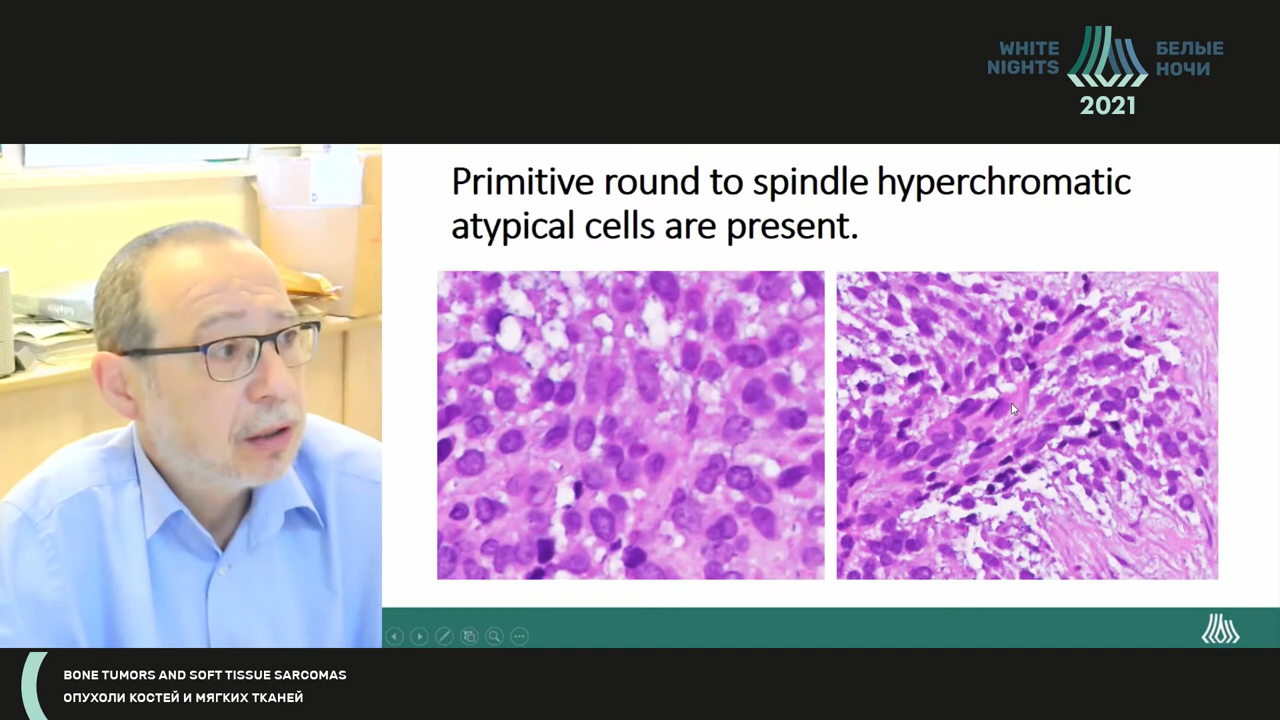 WHITE
NIGHTS
БЕЛЫЕ
НОЧИ
2021
Primitive round to spindle hyperchromatic
atypical cells are present.
BONE TUMORS AND SOFT TISSUE SARCOMAS
ОПУХОЛИ КОСТЕЙ И МЯГКИХ ТКАНЕЙ